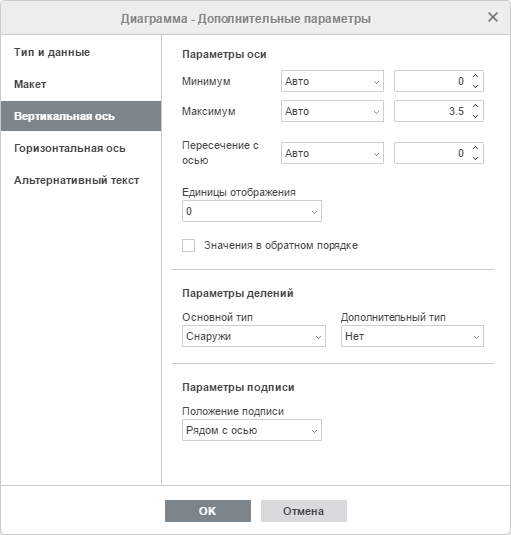 Диаграмма - Дополнительные параметры
Тип и данные
Макет
Вертикальная ось
Горизонтальная ось
Альтернативный текст
Параметры оси
Минимум Авто 0
Максимум Авто 3.5
Пересечение с осью Авто 0
Единицы отображения
0
Значения в обратном порядке
Параметры делений
Основной тип Дополнительный тип
Снаружи Нет
Параметры подписи
Положение подписи
Рядом с осью
OK Отмена